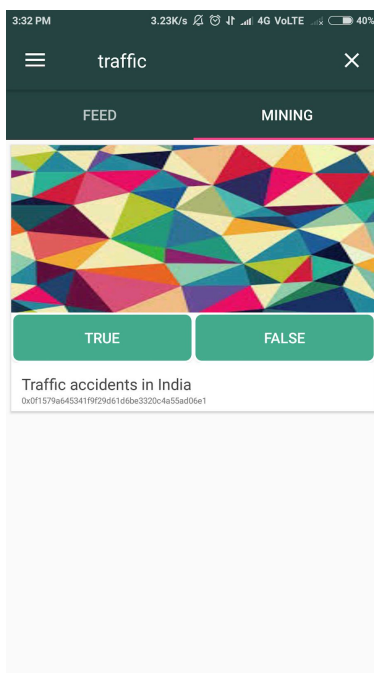 3:32 PM 3.23K/s 4G VoLTE 40%
traffic
FEED MINING
TRUE FALSE
Traffic accidents in India
0x0f1579a645341f9f29d61d6be3320c4a55ad06e1